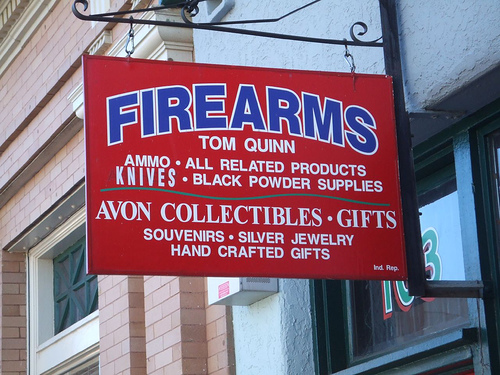 FIREARMS
TOM QUINN
AMMO • ALL RELATED PRODUCTS
KNIVES • BLACK POWDER SUPPLIES
AVON COLLECTIBLES • GIFTS
SOUVENIRS • SILVER JEWELRY
HAND CRAFTED GIFTS
Ind. Rep.
103